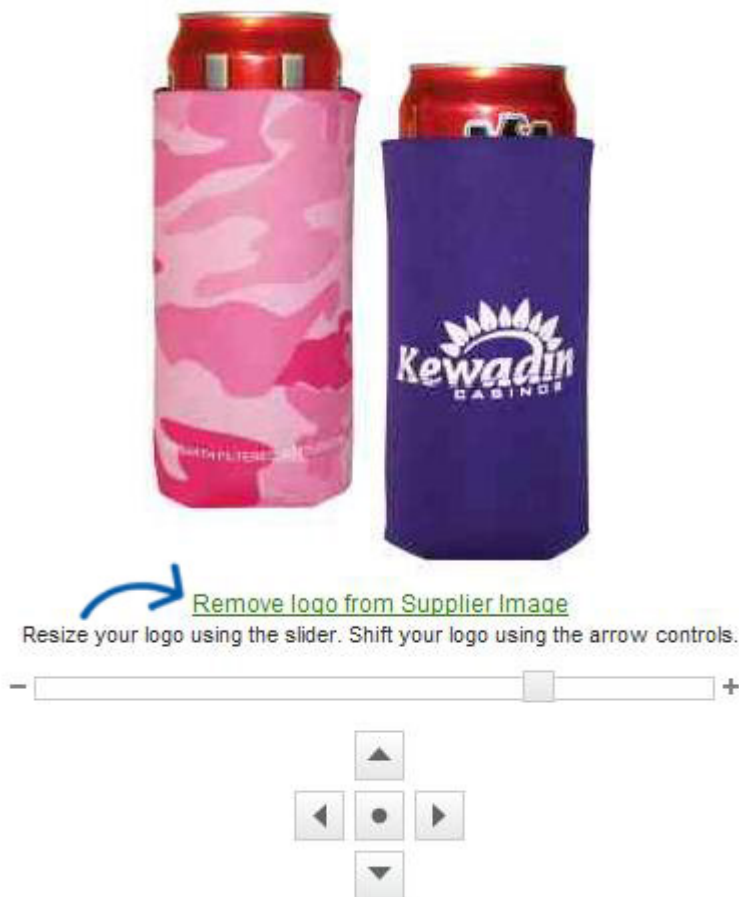 Kewadin
CASINOS
Remove logo from Supplier Image
Resize your logo using the slider. Shift your logo using the arrow controls.
- +